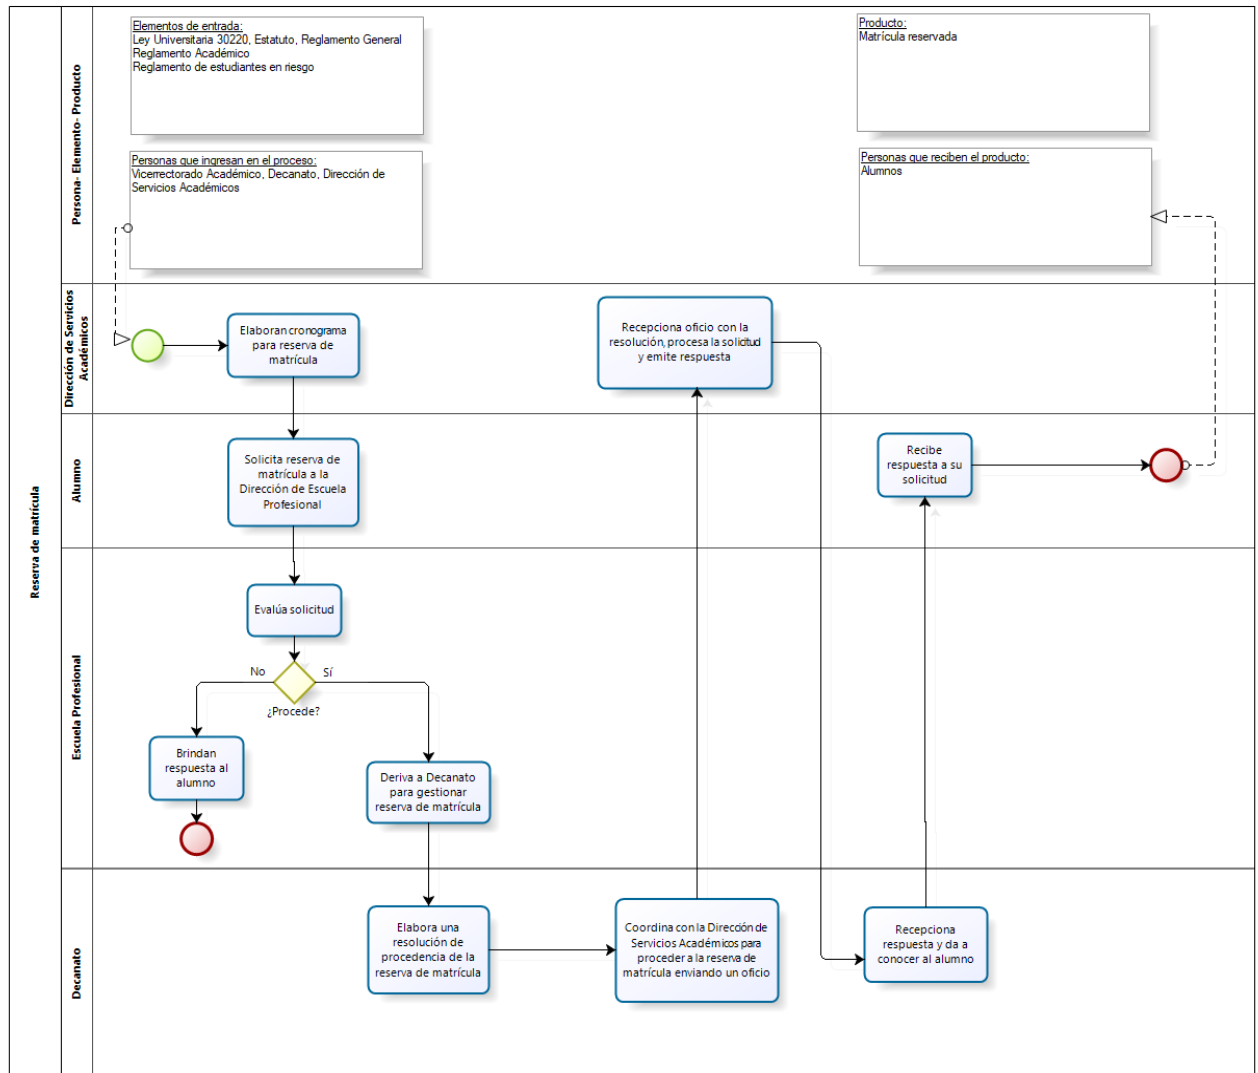 Reserva de matrícula
Persona- Elemento- Producto
Elementos de entrada:
Ley Universitaria 30220, Estatuto, Reglamento General
Reglamento Académico
Reglamento de estudiantes en riesgo
Producto:
Matrícula reservada
Personas que ingresan en el proceso:
Vicerrectorado Académico, Decanato, Dirección de
Servicios Académicos
Personas que reciben el producto:
Alumnos
Dirección de Servicios
Académicos
Elaboran cronograma
para reserva de
matrícula
Recepciona oficio con la
resolución, procesa la solicitud
y emite respuesta
Alumno
Solicita reserva de
matrícula a la
Dirección de Escuela
Profesional
Recibe
respuesta a su
solicitud
Escuela Profesional
Evalúa solicitud
No
Sí
¿Procede?
Brindan
respuesta al
alumno
Deriva a Decanato
para gestionar
reserva de matrícula
Decanato
Elabora una
resolución de
procedencia de la
reserva de matrícula
Coordina con la Dirección de
Servicios Académicos para
proceder a la reserva de
matrícula enviando un oficio
Recepciona
respuesta y da a
conocer al alumno